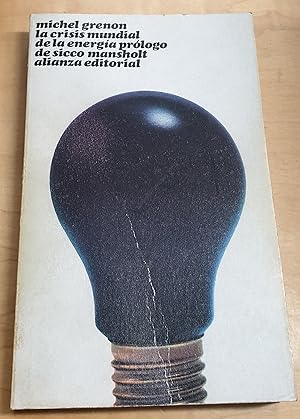 michel grenon
la crisis mundial
de la energía prólogo
de sicco mansholt
alianza editorial